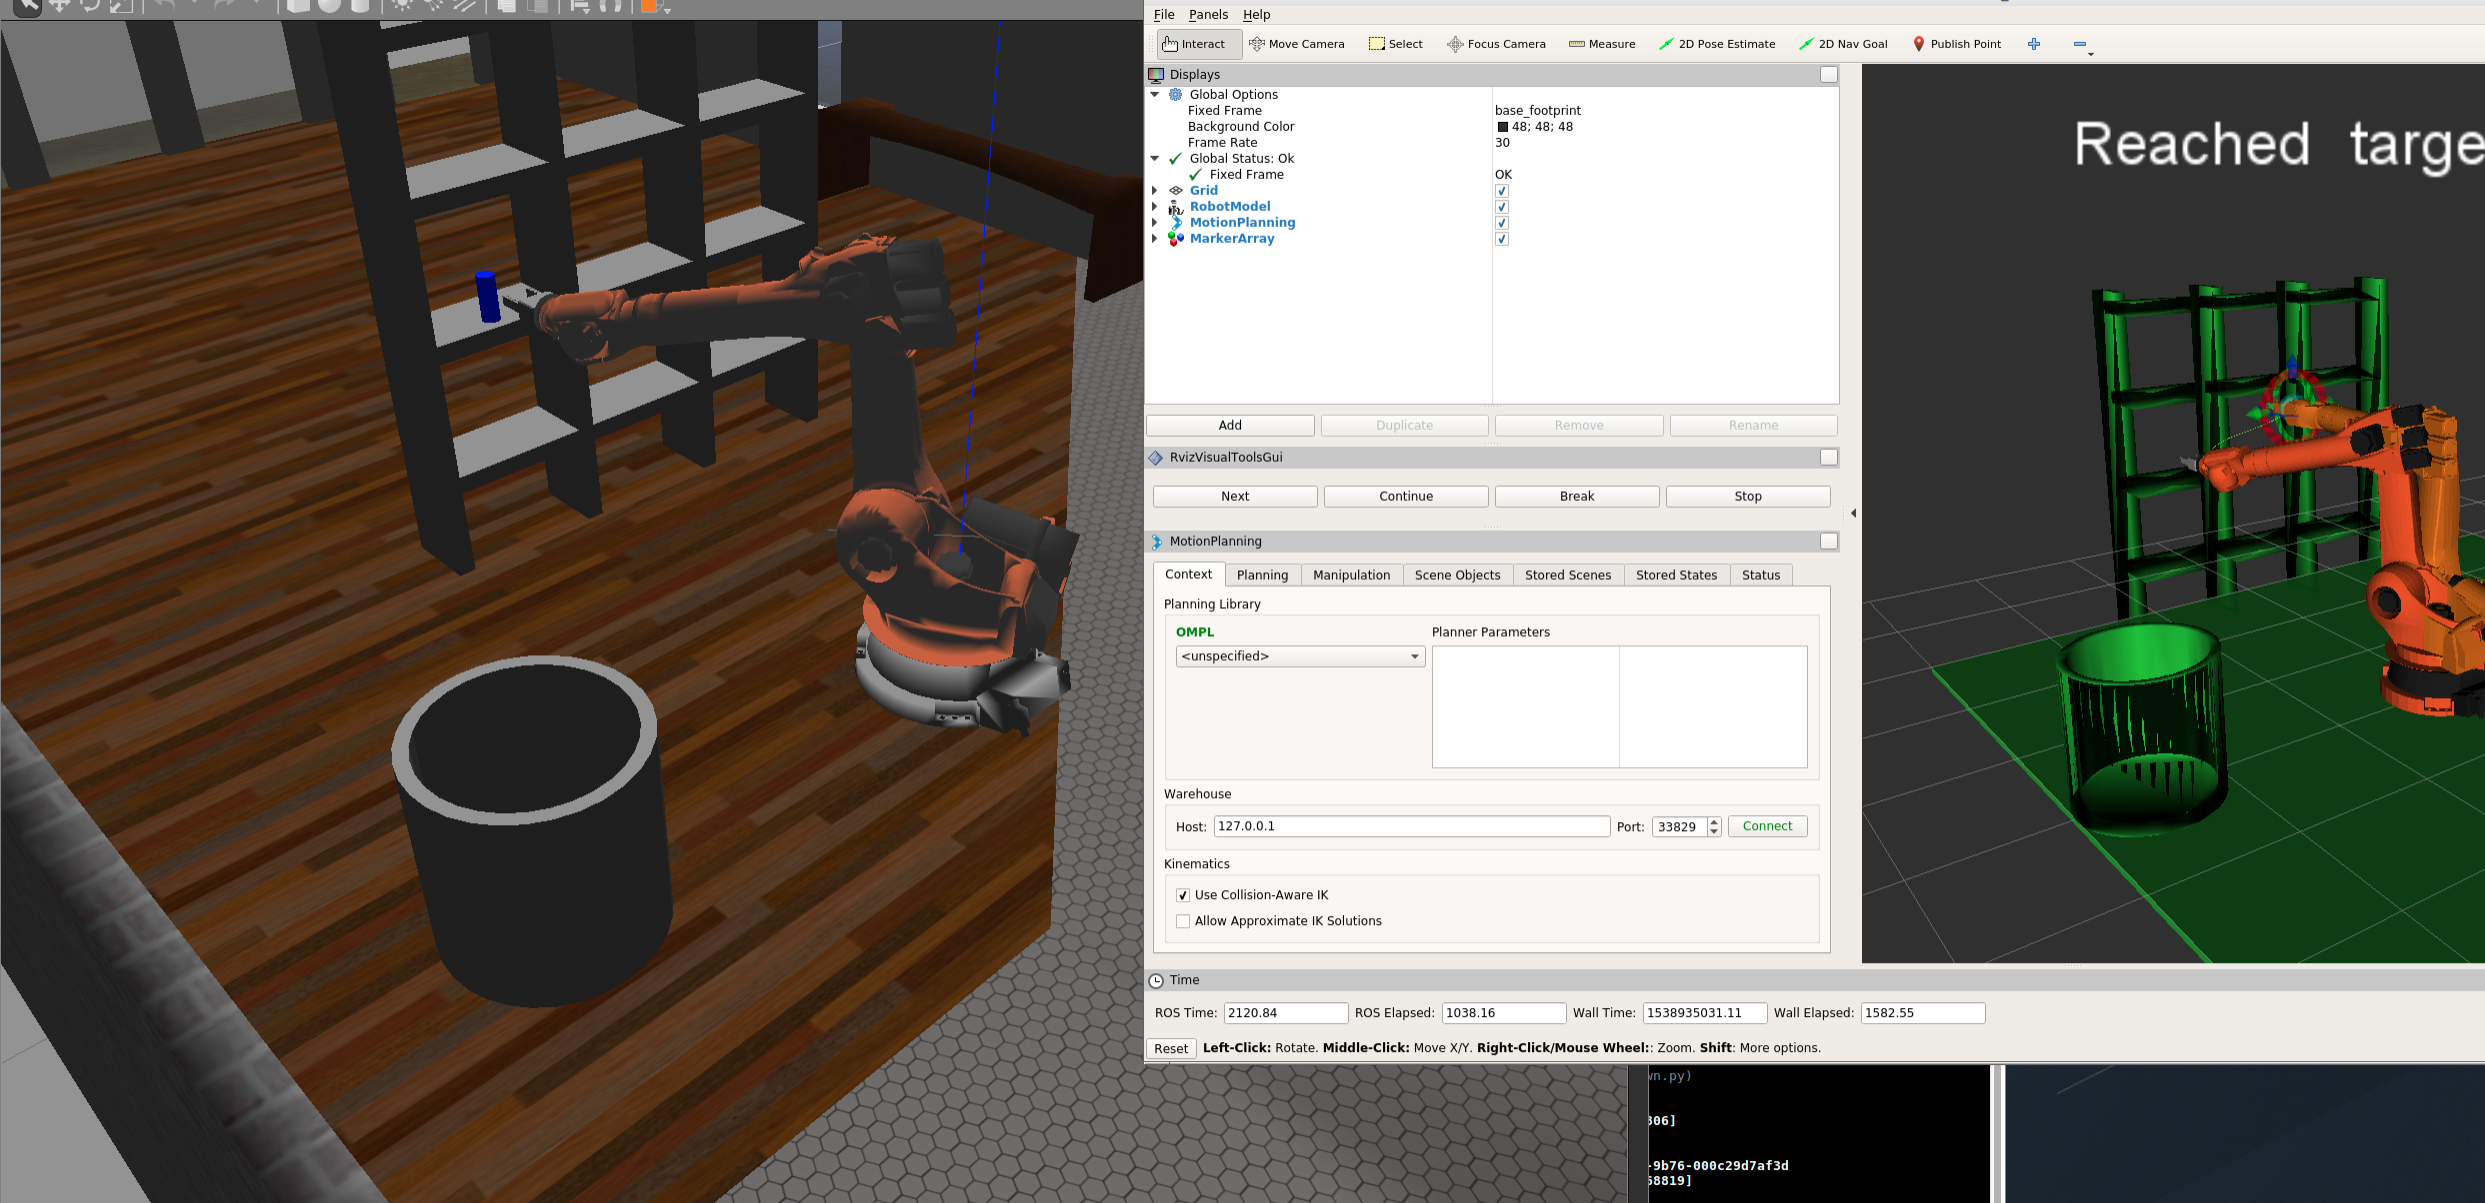 File Panels Help
Interact Move Camera Select Focus Camera Measure 2D Pose Estimate 2D Nav Goal Publish Point
Displays
Global Options
Fixed Frame base_footprint
Background Color 48; 48; 48
Frame Rate 30
Global Status: Ok
Fixed Frame OK
Grid
RobotModel
MotionPlanning
MarkerArray
Add Duplicate Remove Rename
RvizVisualToolsGui
Next Continue Break Stop
MotionPlanning
Context Planning Manipulation Scene Objects Stored Scenes Stored States Status
Planning Library
OMPL Planner Parameters
<unspecified>
Warehouse
Host: 127.0.0.1 Port: 33829 Connect
Kinematics
Use Collision-Aware IK
Allow Approximate IK Solutions
Reached targe
Time
ROS Time: 2120.84 ROS Elapsed: 1038.16 Wall Time: 1538935031.11 Wall Elapsed: 1582.55
Reset Left-Click: Rotate. Middle-Click: Move X/Y. Right-Click/Mouse Wheel:: Zoom. Shift: More options.
wn.py)
806]
-9b76-000c29d7af3d
68819]